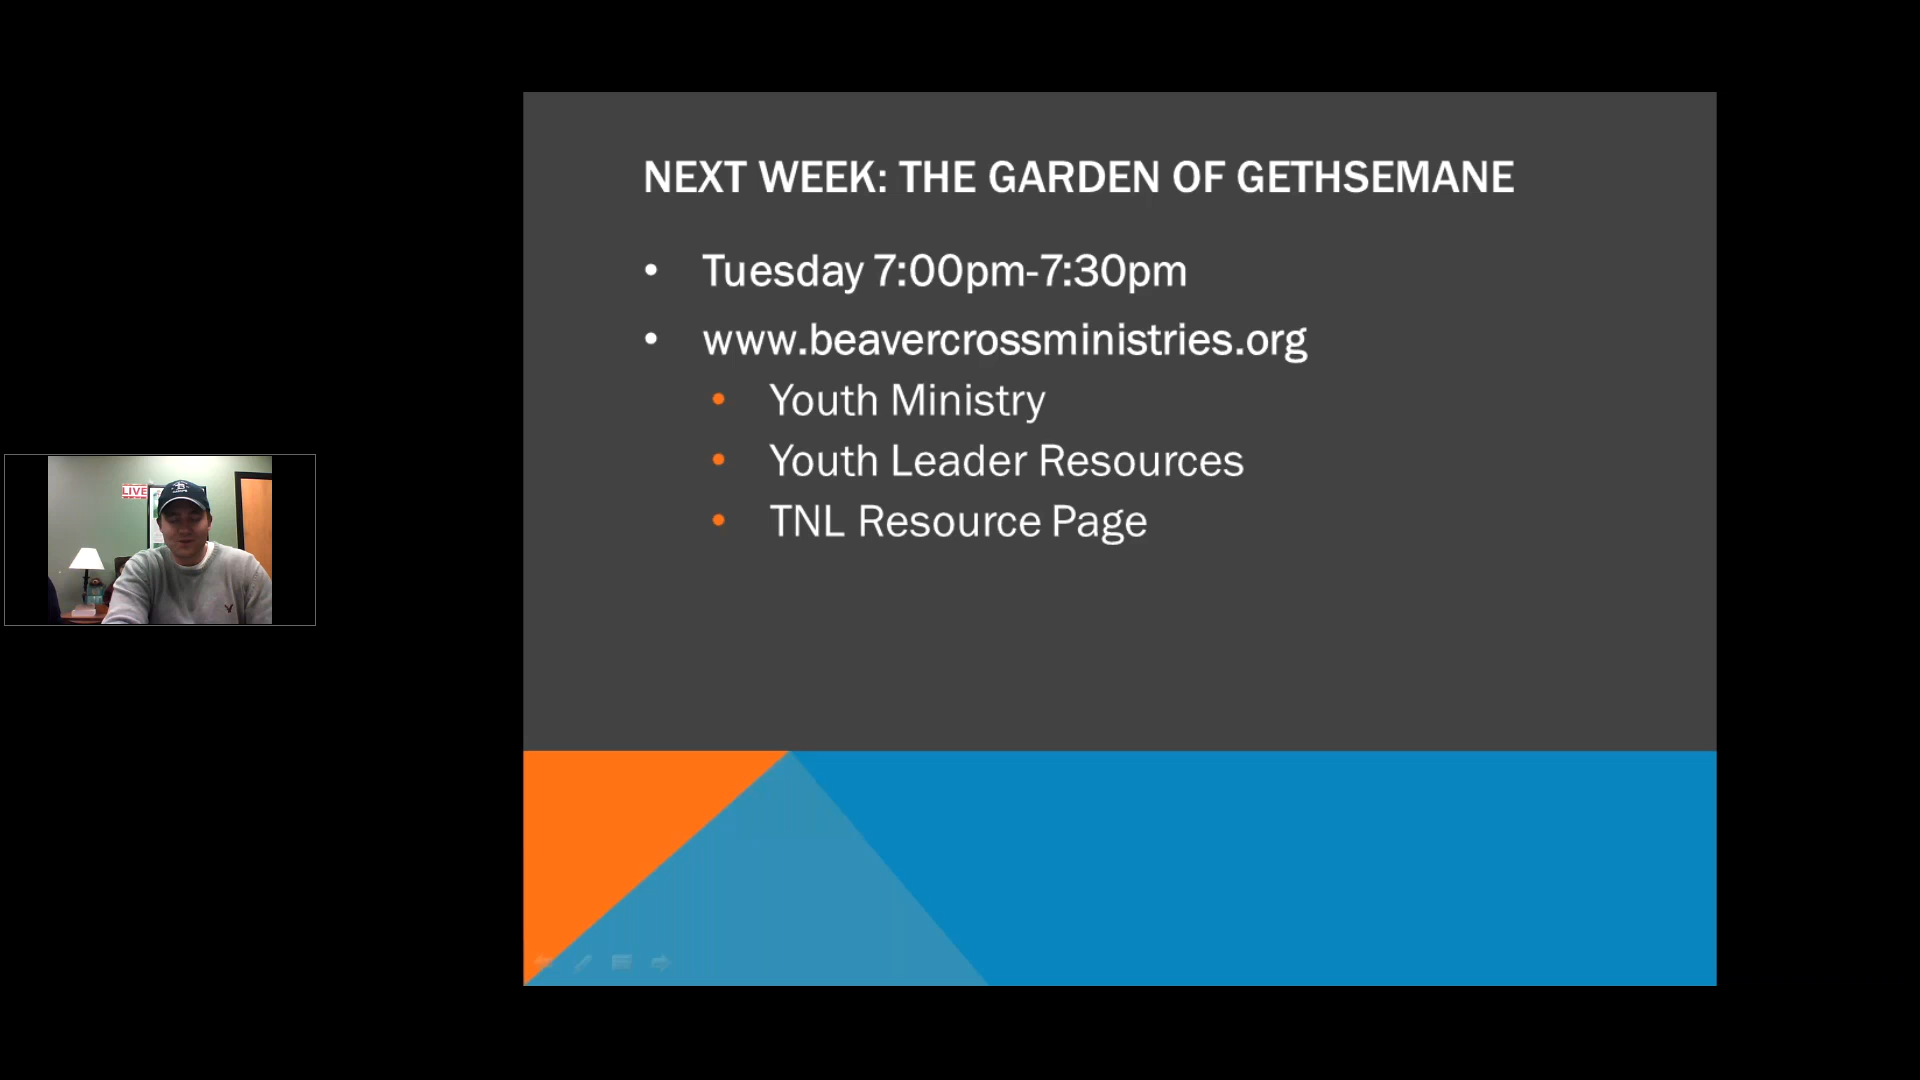 NEXT WEEK: THE GARDEN OF GETHSEMANE
• Tuesday 7:00pm-7:30pm
• www.beavercrossministries.org
• Youth Ministry
• Youth Leader Resources
• TNL Resource Page
LIVE